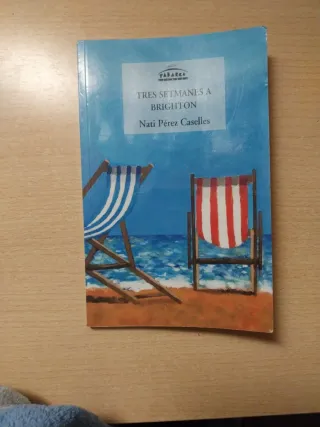 TRES SETMANES A
BRIGHTON
Nati Pérez Caselles